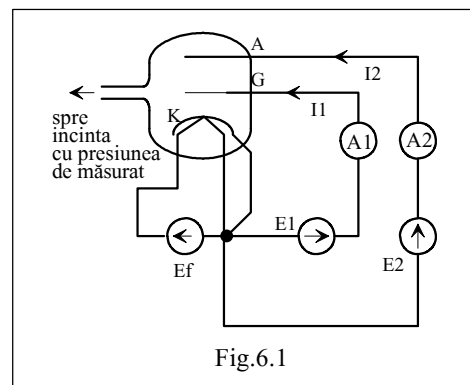 A
I2
G
I1
K
spre
incinta
cu presiunea
de măsurat
A1
A2
E1
Ef
E2
Fig.6.1